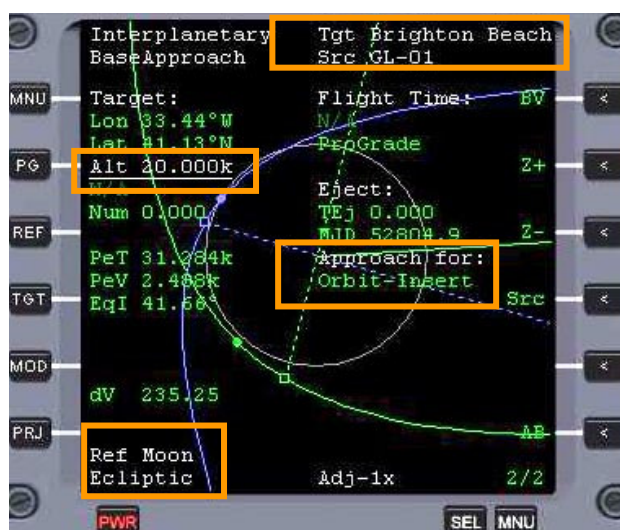 Interplanetary Tgt Brighton Beach
BaseApproach Src GL-01
MNU Target: Flight Time: BV <
Lon 33.44°W N/A
Lat 41.13°N ProGrade
PG Alt 20.000k Z+ <
N/A Eject:
Num 0.000 TEj 0.000
REF MJD 52804.9 Z- <
PeT 31.284k Approach for:
PeV 2.488k Orbit-Insert
TGT EqI 41.66° Src <
MOD <
dV 235.25
PRJ AB <
Ref Moon
Ecliptic Adj-1x 2/2
PWR SEL MNU